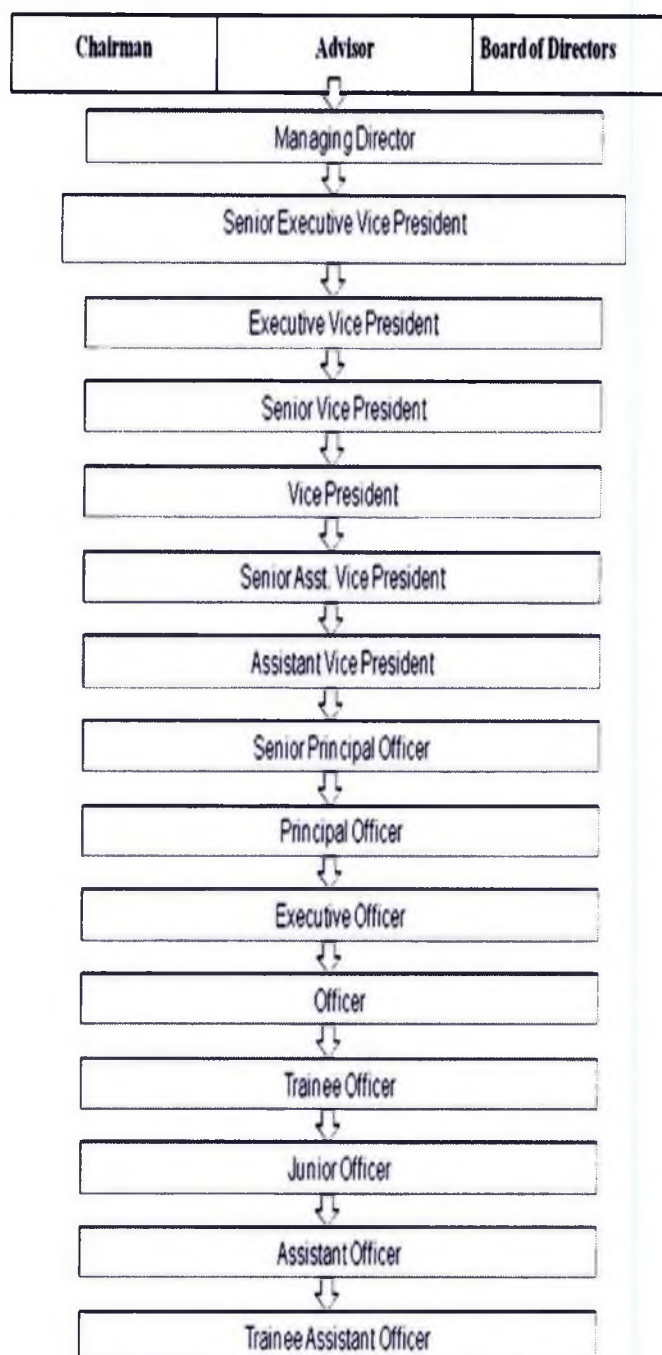 Chairman Advisor Board of Directors
Managing Director
Senior Executive Vice President
Executive Vice President
Senior Vice President
Vice President
Senior Asst. Vice President
Assistant Vice President
Senior Principal Officer
Principal Officer
Executive Officer
Officer
Trainee Officer
Junior Officer
Assistant Officer
Trainee Assistant Officer